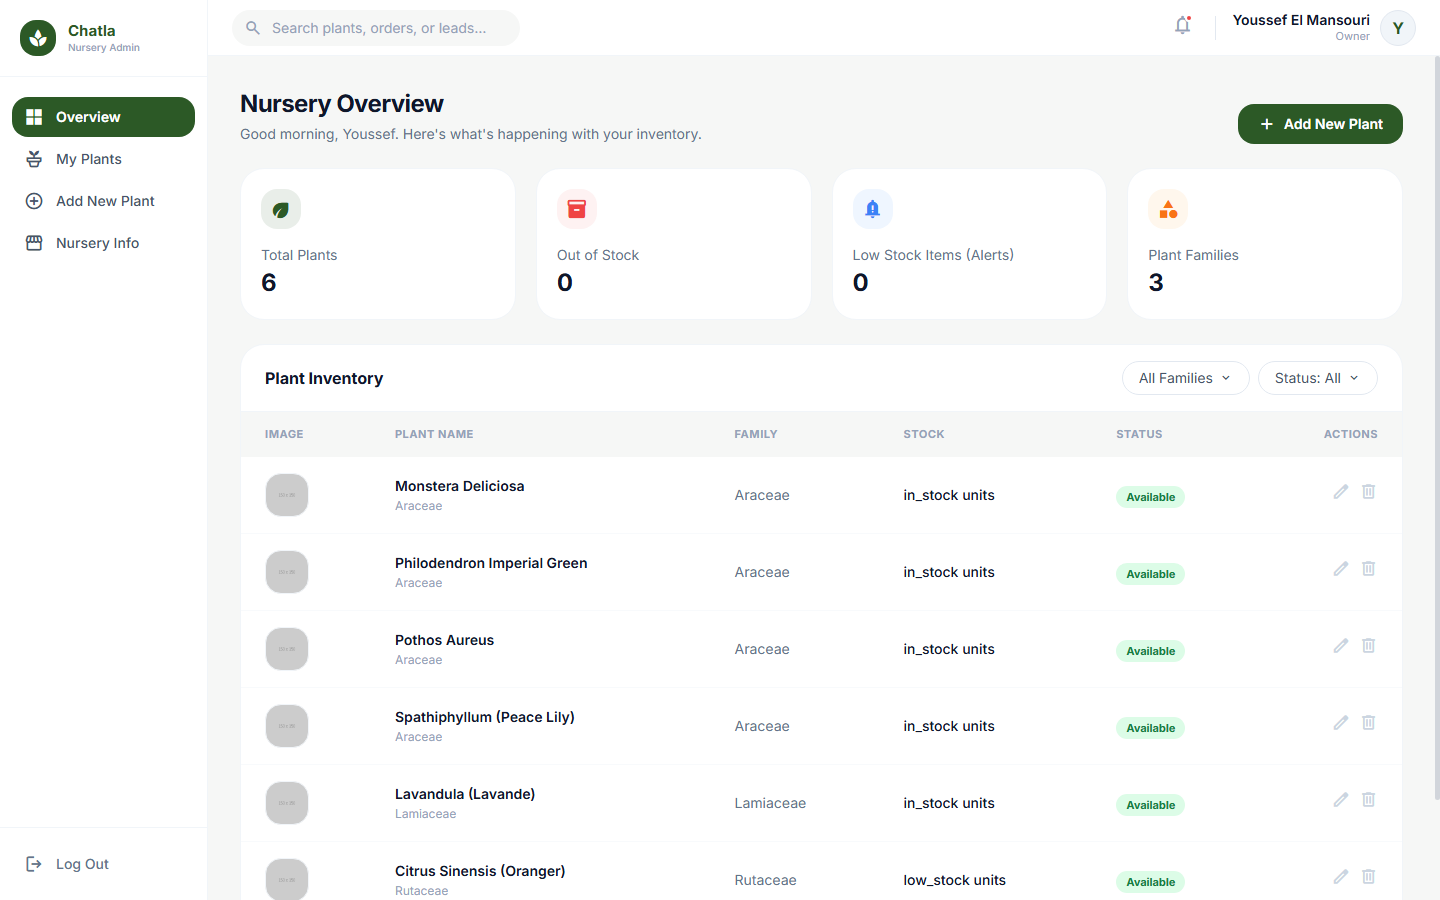 Chatla
Nursery Admin
Search plants, orders, or leads...
Youssef El Mansouri
Owner
Y
Overview
My Plants
Add New Plant
Nursery Info
Log Out
Nursery Overview
Good morning, Youssef. Here's what's happening with your inventory.
Add New Plant
Total Plants
6
Out of Stock
0
Low Stock Items (Alerts)
0
Plant Families
3
Plant Inventory
All Families
Status: All
IMAGE PLANT NAME FAMILY STOCK STATUS ACTIONS
Monstera Deliciosa
Araceae
Araceae
in_stock units
Available
Philodendron Imperial Green
Araceae
Araceae
in_stock units
Available
Pothos Aureus
Araceae
Araceae
in_stock units
Available
Spathiphyllum (Peace Lily)
Araceae
Araceae
in_stock units
Available
Lavandula (Lavande)
Lamiaceae
Lamiaceae
in_stock units
Available
Citrus Sinensis (Oranger)
Rutaceae
Rutaceae
low_stock units
Available